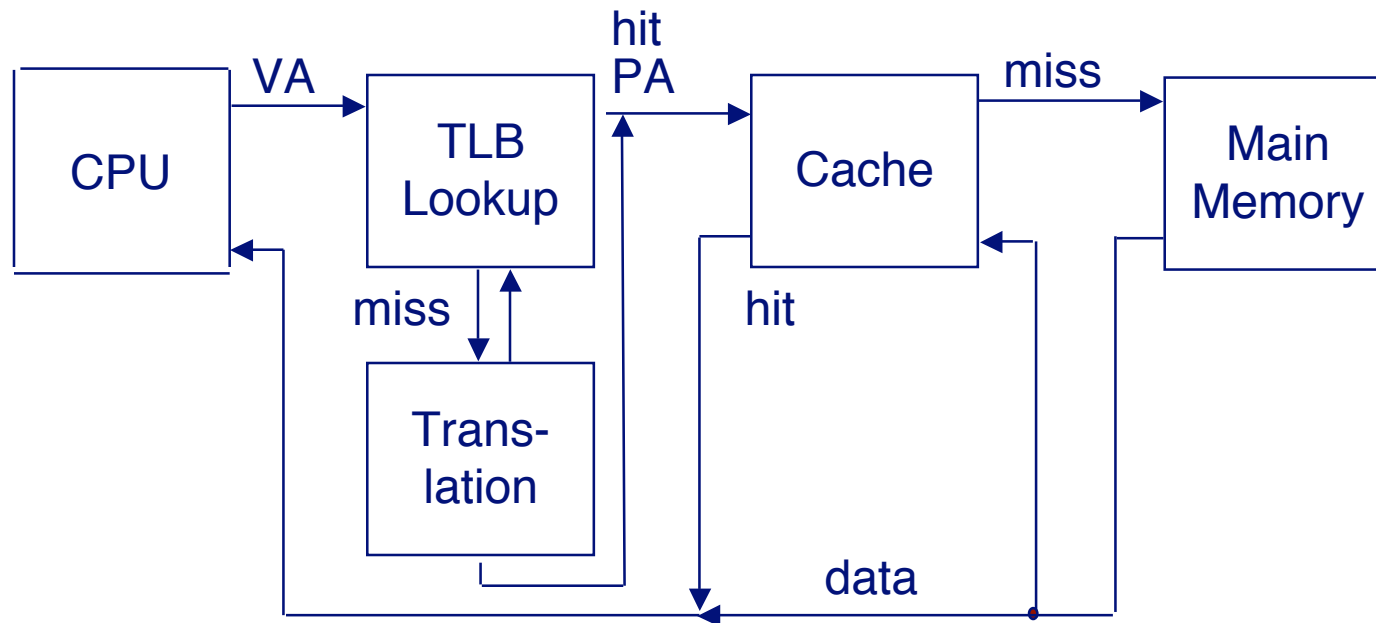 CPU
VA
TLB
Lookup
hit
PA
Cache
miss
Main
Memory
miss
hit
Trans-
lation
data